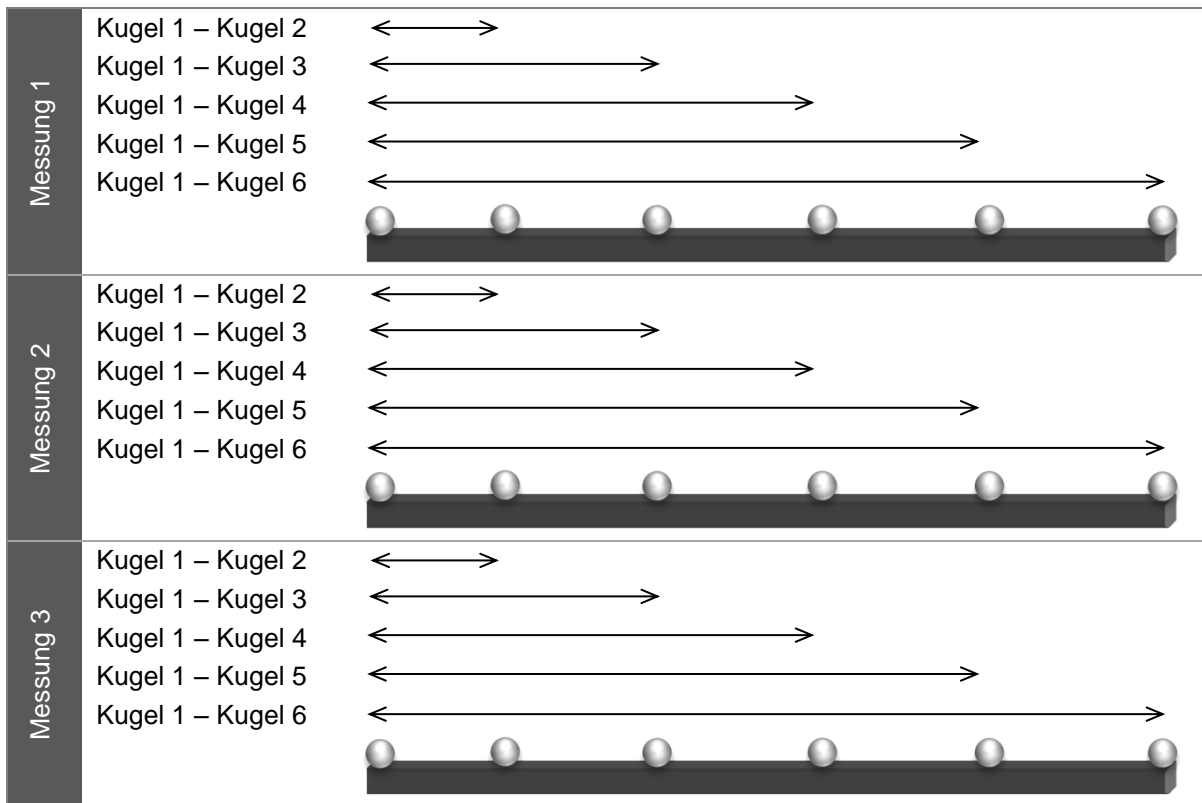 Messung 1
Kugel 1 – Kugel 2
Kugel 1 – Kugel 3
Kugel 1 – Kugel 4
Kugel 1 – Kugel 5
Kugel 1 – Kugel 6
Messung 2
Kugel 1 – Kugel 2
Kugel 1 – Kugel 3
Kugel 1 – Kugel 4
Kugel 1 – Kugel 5
Kugel 1 – Kugel 6
Messung 3
Kugel 1 – Kugel 2
Kugel 1 – Kugel 3
Kugel 1 – Kugel 4
Kugel 1 – Kugel 5
Kugel 1 – Kugel 6